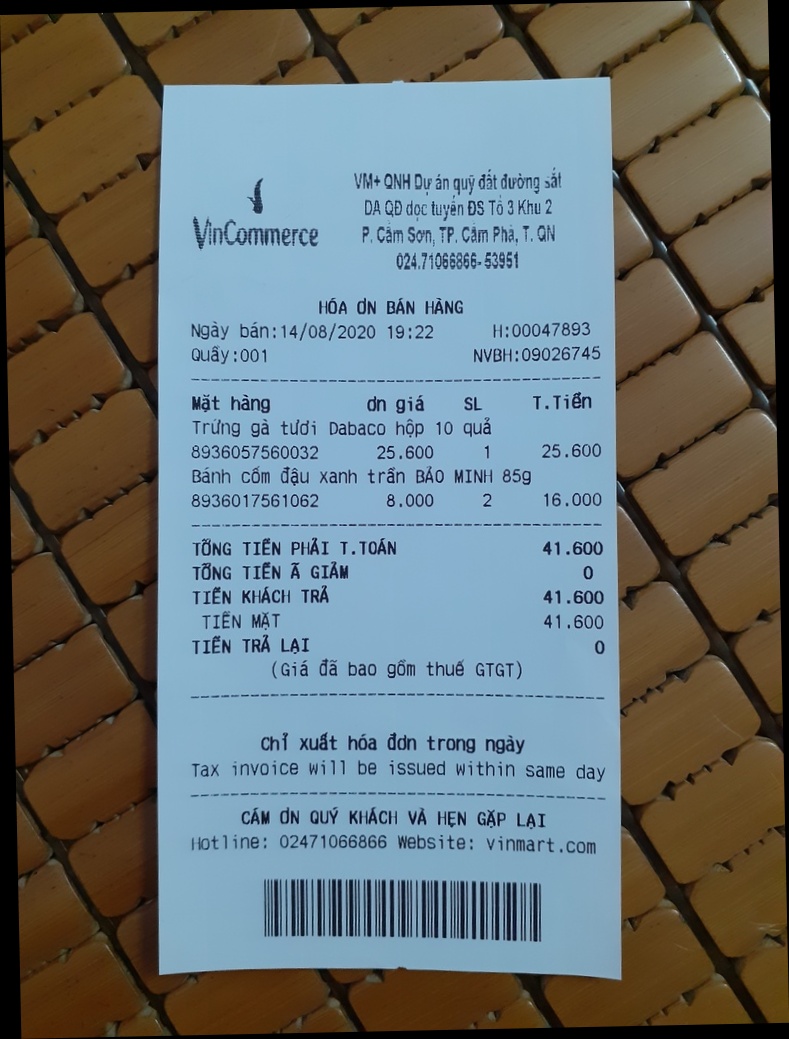 VinCommerce
VM+ QNH Dự án quỹ đất đường sắt
DA QĐ dọc tuyến ĐS Tổ 3 Khu 2
P. Cẩm Sơn, TP. Cẩm Phả, T. QN
024.71066866-53951
HÓA ƠN BÁN HÀNG
Ngày bán:14/08/2020 19:22 H:00047893
Quầy:001 NVBH:09026745
Mặt hàng ơn giá SL T.Tiền
Trứng gà tươi Dabaco hộp 10 quả
8936057560032 25.600 1 25.600
Bánh cốm đậu xanh trần BẢO MINH 85g
8936017561062 8.000 2 16.000
TỔNG TIỀN PHẢI T.TOÁN 41.600
TỔNG TIỀN Ã GIẢM 0
TIỀN KHÁCH TRẢ 41.600
TIỀN MẶT 41.600
TIỀN TRẢ LẠI 0
(Giá đã bao gồm thuế GTGT)
Chỉ xuất hóa đơn trong ngày
Tax invoice will be issued within same day
CẢM ƠN QUÝ KHÁCH VÀ HẸN GẶP LẠI
Hotline: 02471066866 Website: vinmart.com